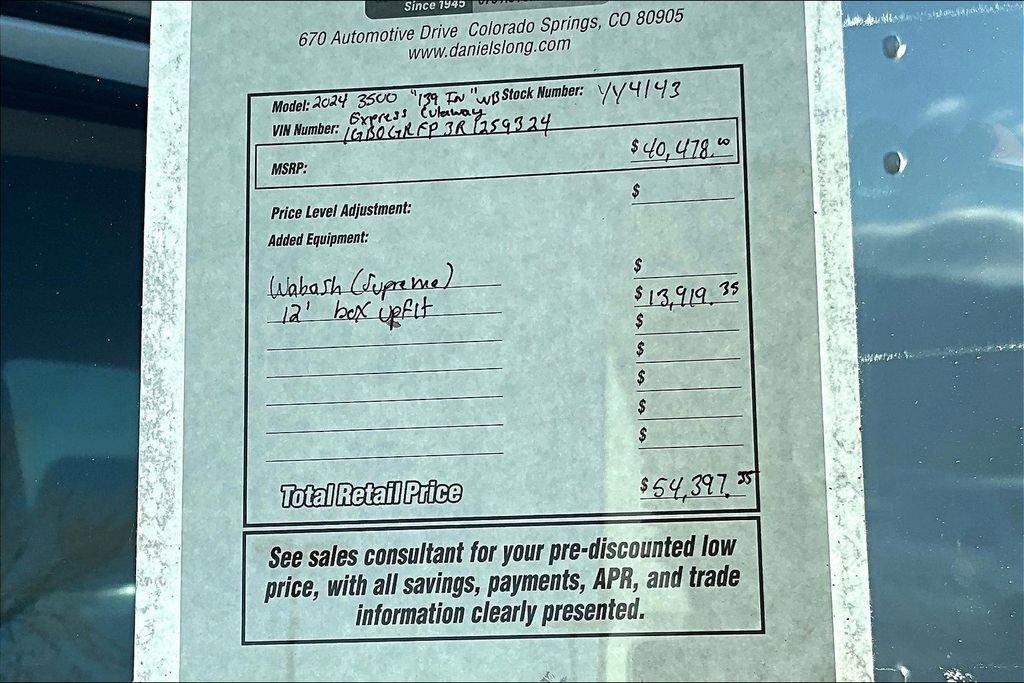 Since 1945
670 Automotive Drive Colorado Springs, CO 80905
www.danielslong.com
Model: 2024 3500 "139 IN" WB Stock Number: YY4143
Express Cutaway
VIN Number: 1GB0GRFP3R1259324
MSRP: $40,478.00
Price Level Adjustment: $
Added Equipment:
$
Wabash (Supreme) $13,919.35
12' box upfit $
$
$
$
$
Total Retail Price $54,397.35
See sales consultant for your pre-discounted low
price, with all savings, payments, APR, and trade
information clearly presented.